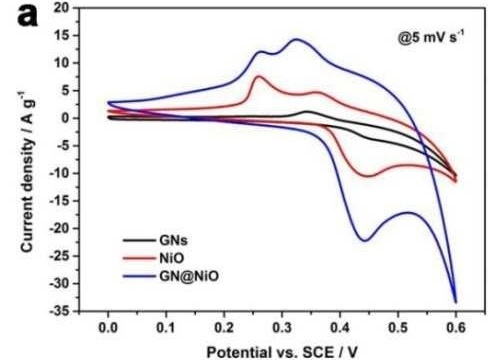 a
@5 mV s⁻¹
Current density / A g⁻¹
20
15
10
5
0
-5
-10
-15
-20
-25
-30
-35
GNs
NiO
GN@NiO
0.0 0.1 0.2 0.3 0.4 0.5 0.6
Potential vs. SCE / V